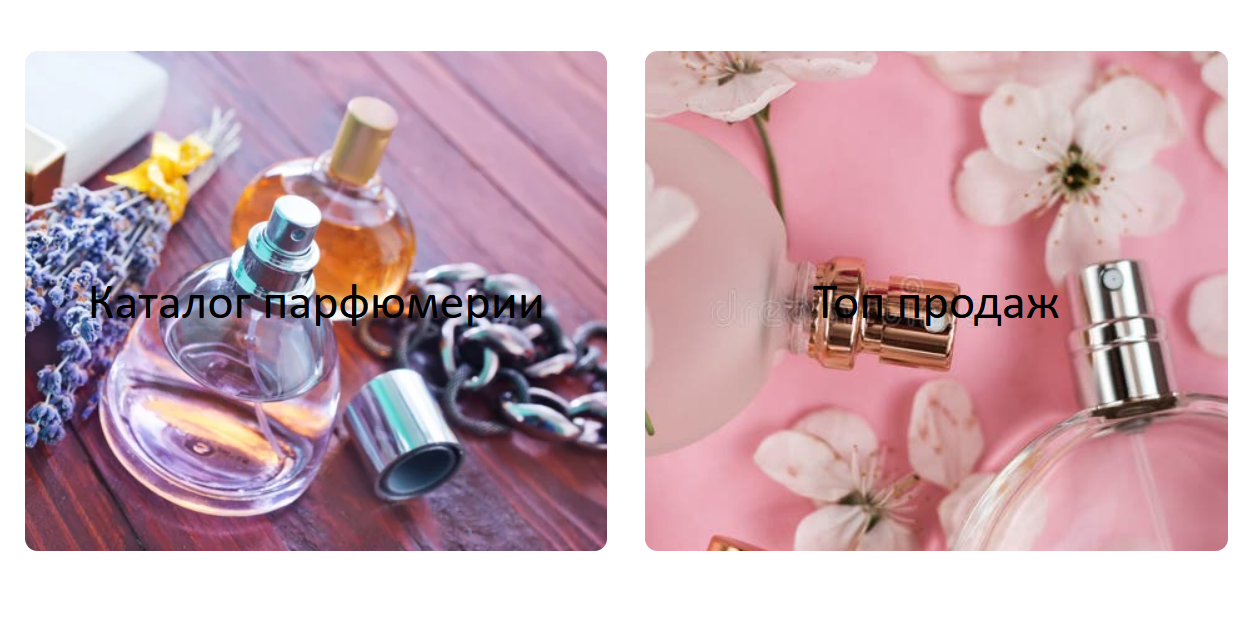 Каталог парфюмерии
Топ продаж